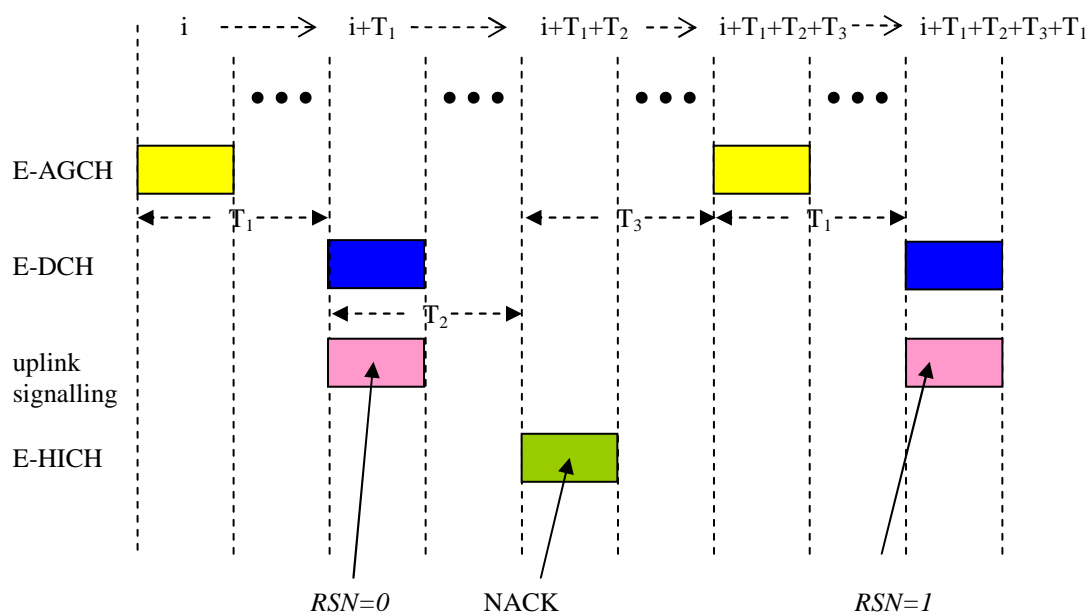 i i+T₁ i+T₁+T₂ i+T₁+T₂+T₃ i+T₁+T₂+T₃+T₁
E-AGCH
T₁ T₃ T₁
E-DCH
T₂
uplink
signalling
E-HICH
RSN=0 NACK RSN=1